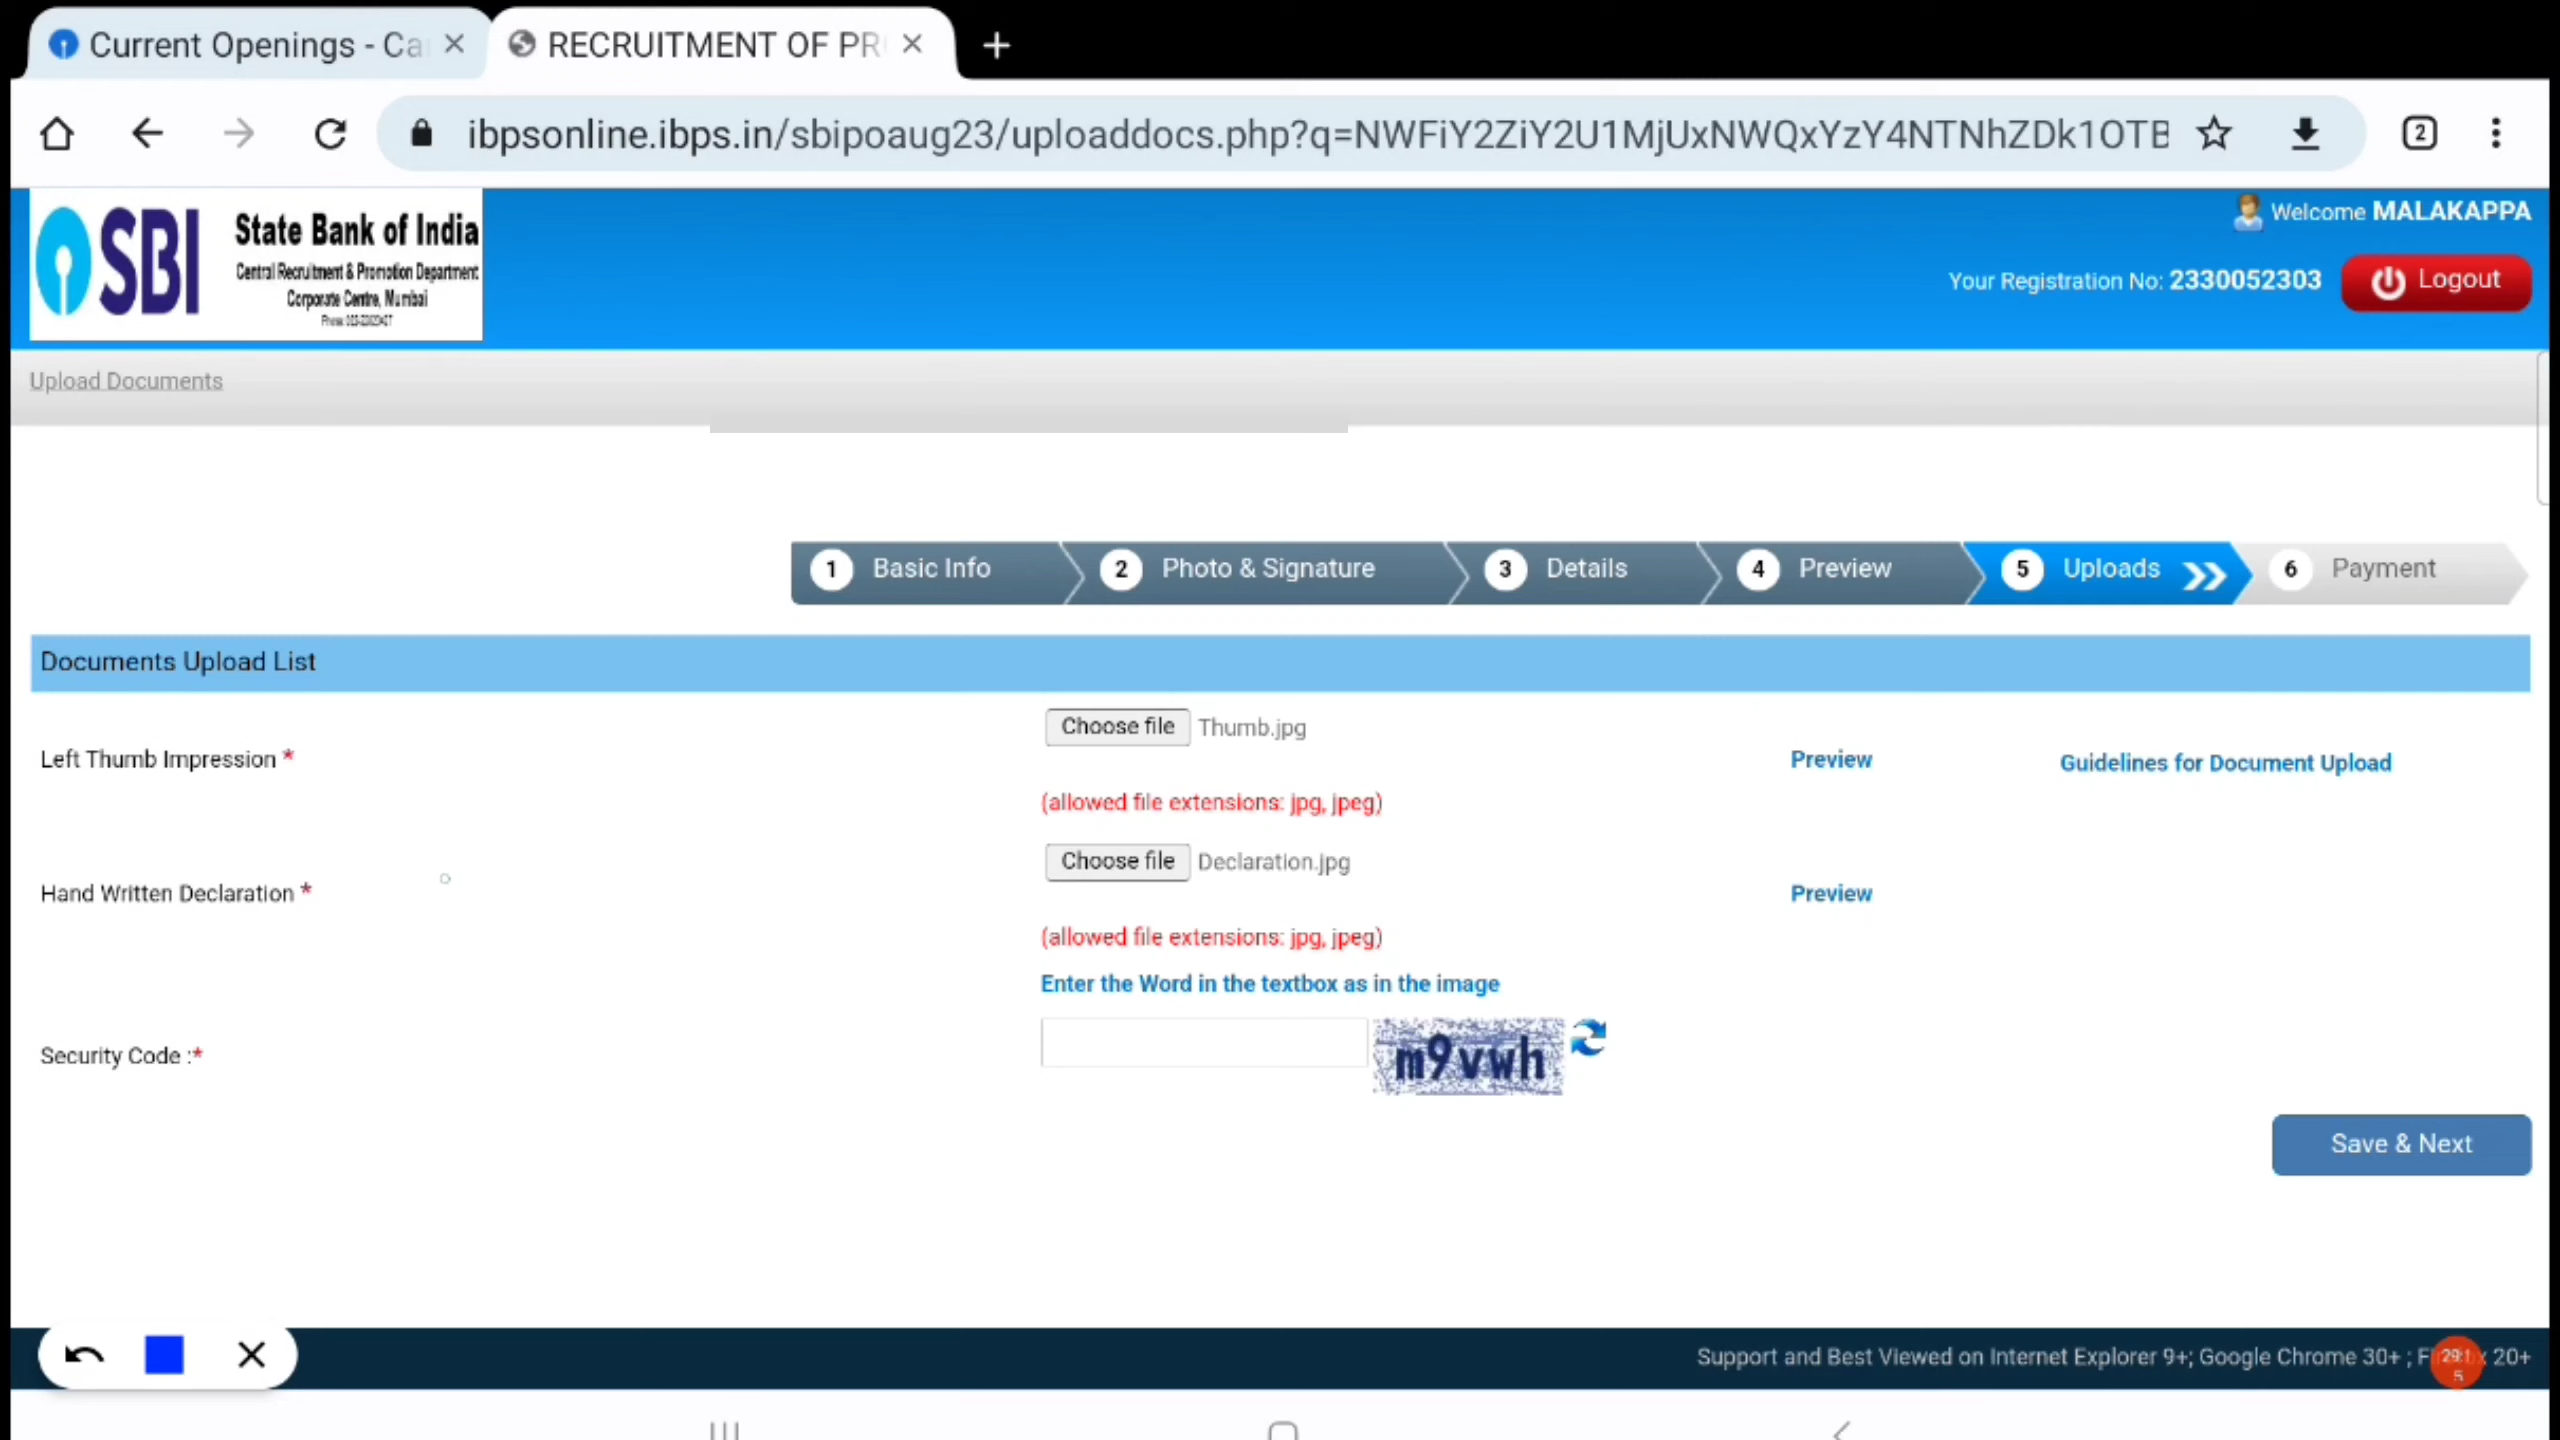 Current Openings - Ca
RECRUITMENT OF PR
ibpsonline.ibps.in/sbipoaug23/uploaddocs.php?q=NWFiY2ZiY2U1MjUxNWQxYzY4NTNhZDk1OTB
2
SBI
State Bank of India
Central Recruitment & Promotion Department
Corporate Centre, Mumbai
Welcome MALAKAPPA
Your Registration No: 2330052303
Logout
Upload Documents
1 Basic Info 2 Photo & Signature 3 Details 4 Preview 5 Uploads 6 Payment
Documents Upload List
Choose file Thumb.jpg
Left Thumb Impression * Preview Guidelines for Document Upload
(allowed file extensions: jpg, jpeg)
Choose file Declaration.jpg
Hand Written Declaration * Preview
(allowed file extensions: jpg, jpeg)
Enter the Word in the textbox as in the image
Security Code :* m9vwh
Save & Next
Support and Best Viewed on Internet Explorer 9+; Google Chrome 30+ ; 20+